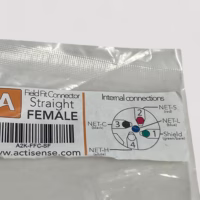 A
Field Fit Connector
Straight
FEMALE
A2K-FFC-SF
www.actisense.com
Internal connections
NET-S
NET-C
NET-L
Shield
NET-H
2
3
5
1
4